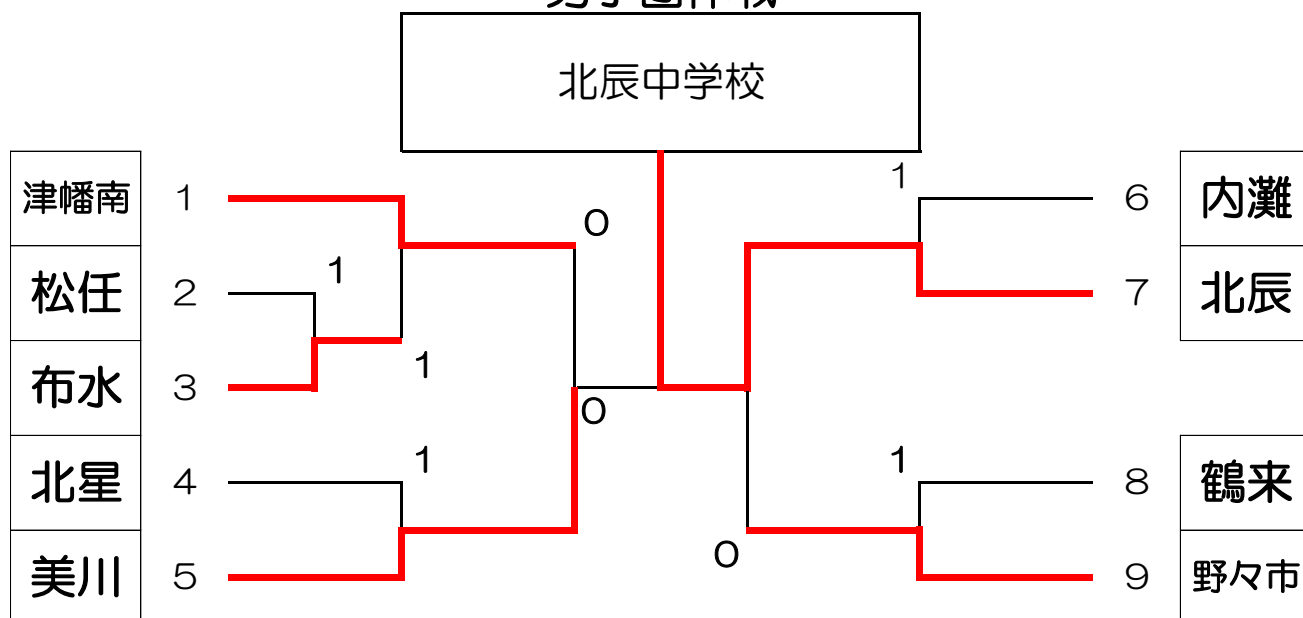 北辰中学校
津幡南 1 0 1 6 内灘
松任 2 1 7 北辰
布水 3 1
0
北星 4 1 1 8 鶴来
0
美川 5 9 野々市